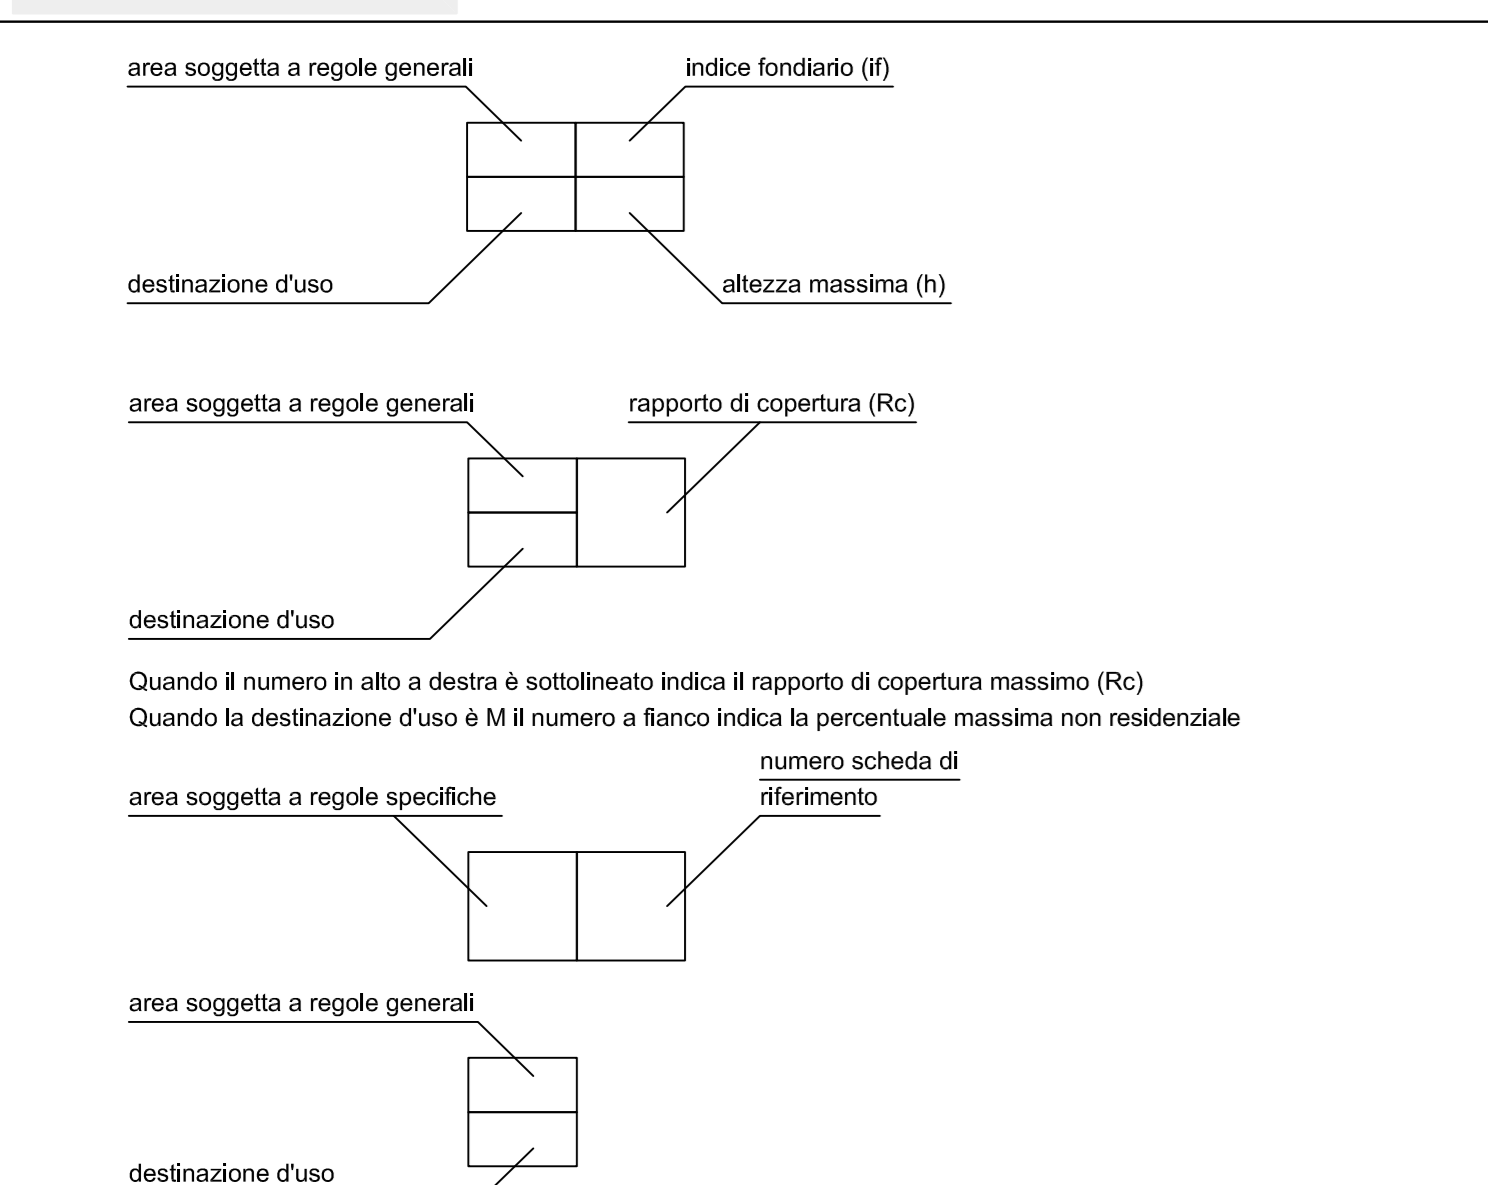 area soggetta a regole generali
indice fondiario (if)
destinazione d'uso
altezza massima (h)
area soggetta a regole generali
rapporto di copertura (Rc)
destinazione d'uso
Quando il numero in alto a destra è sottolineato indica il rapporto di copertura massimo (Rc)
Quando la destinazione d'uso è M il numero a fianco indica la percentuale massima non residenziale
numero scheda di
riferimento
area soggetta a regole specifiche
area soggetta a regole generali
destinazione d'uso